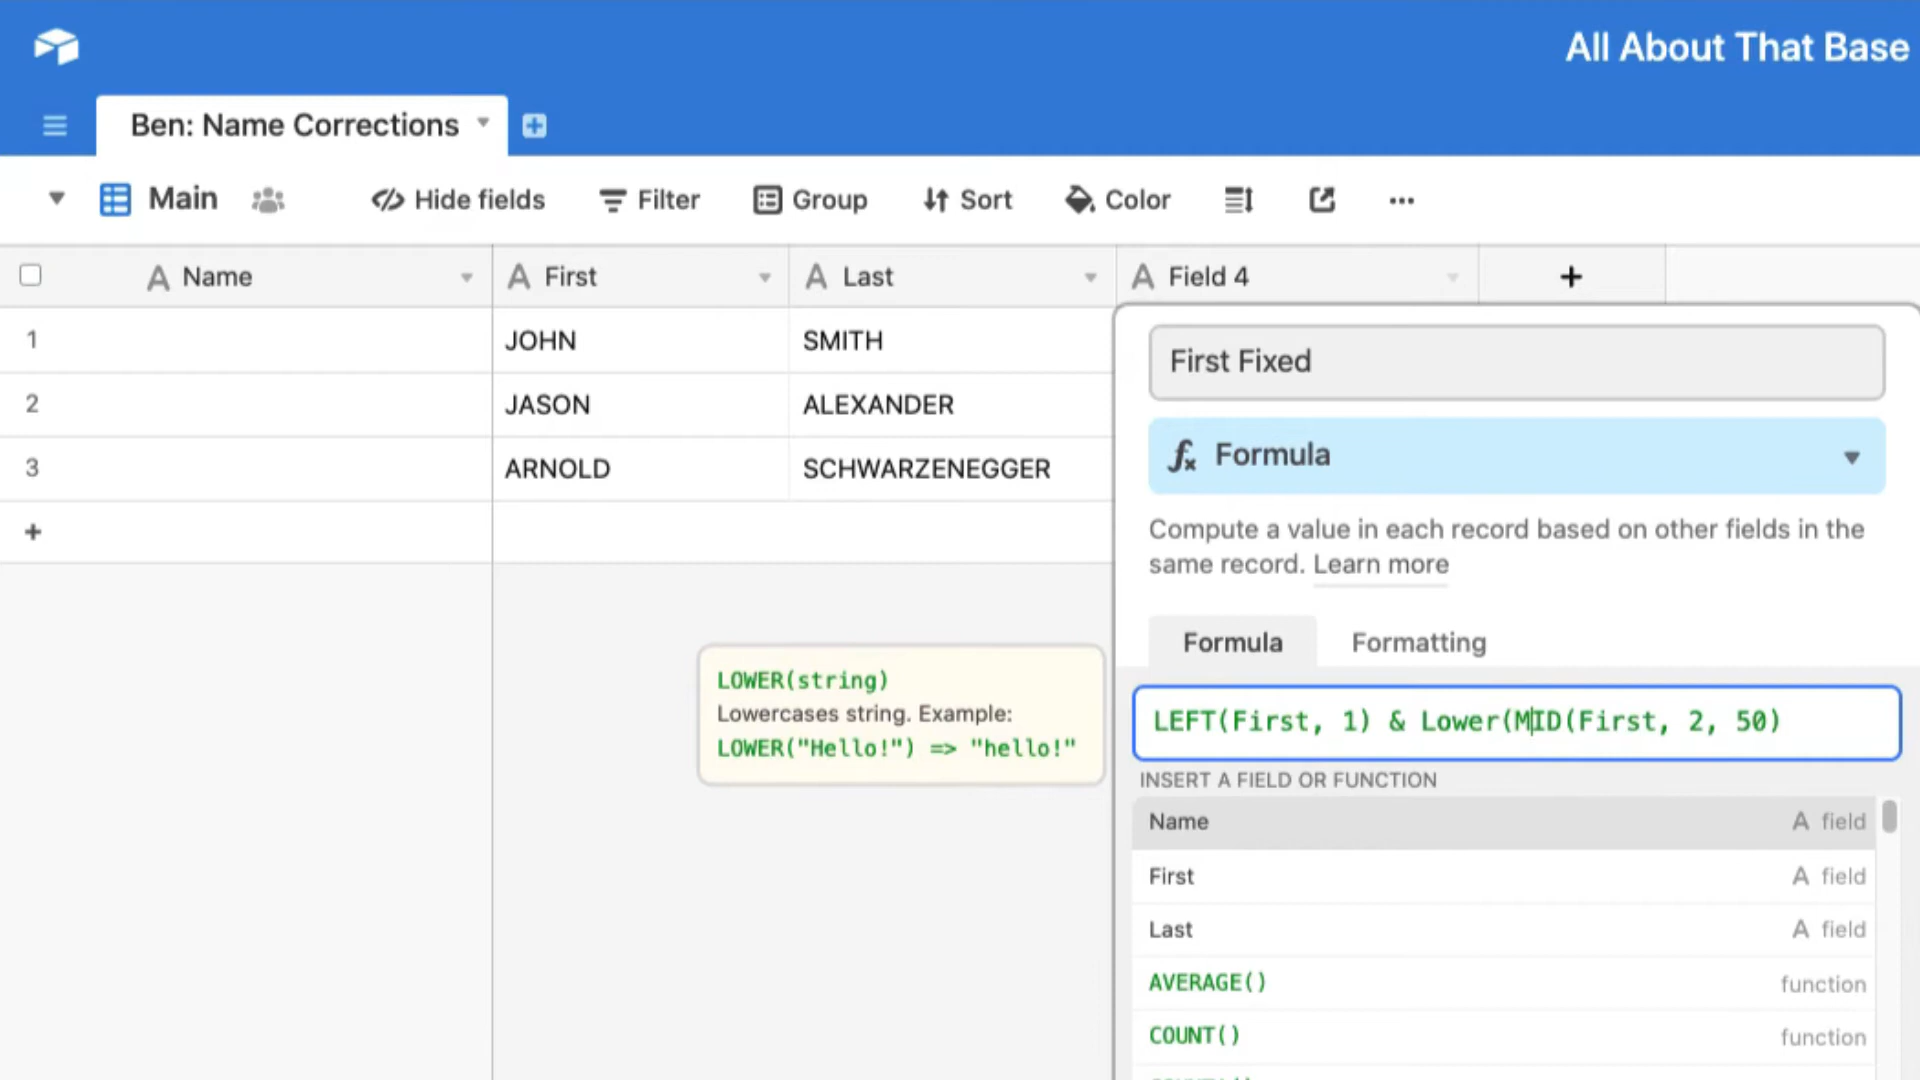 All About That Base
Ben: Name Corrections
Main
Hide fields
Filter
Group
Sort
Color
Name
First
Last
Field 4
1
JOHN
SMITH
2
JASON
ALEXANDER
3
ARNOLD
SCHWARZENEGGER
First Fixed
Formula
Compute a value in each record based on other fields in the
same record. Learn more
Formula
Formatting
LOWER(string)
Lowercases string. Example:
LOWER("Hello!") => "hello!"
LEFT(First, 1) & Lower(MID(First, 2, 50)
INSERT A FIELD OR FUNCTION
Name
A field
First
A field
Last
A field
AVERAGE()
function
COUNT()
function